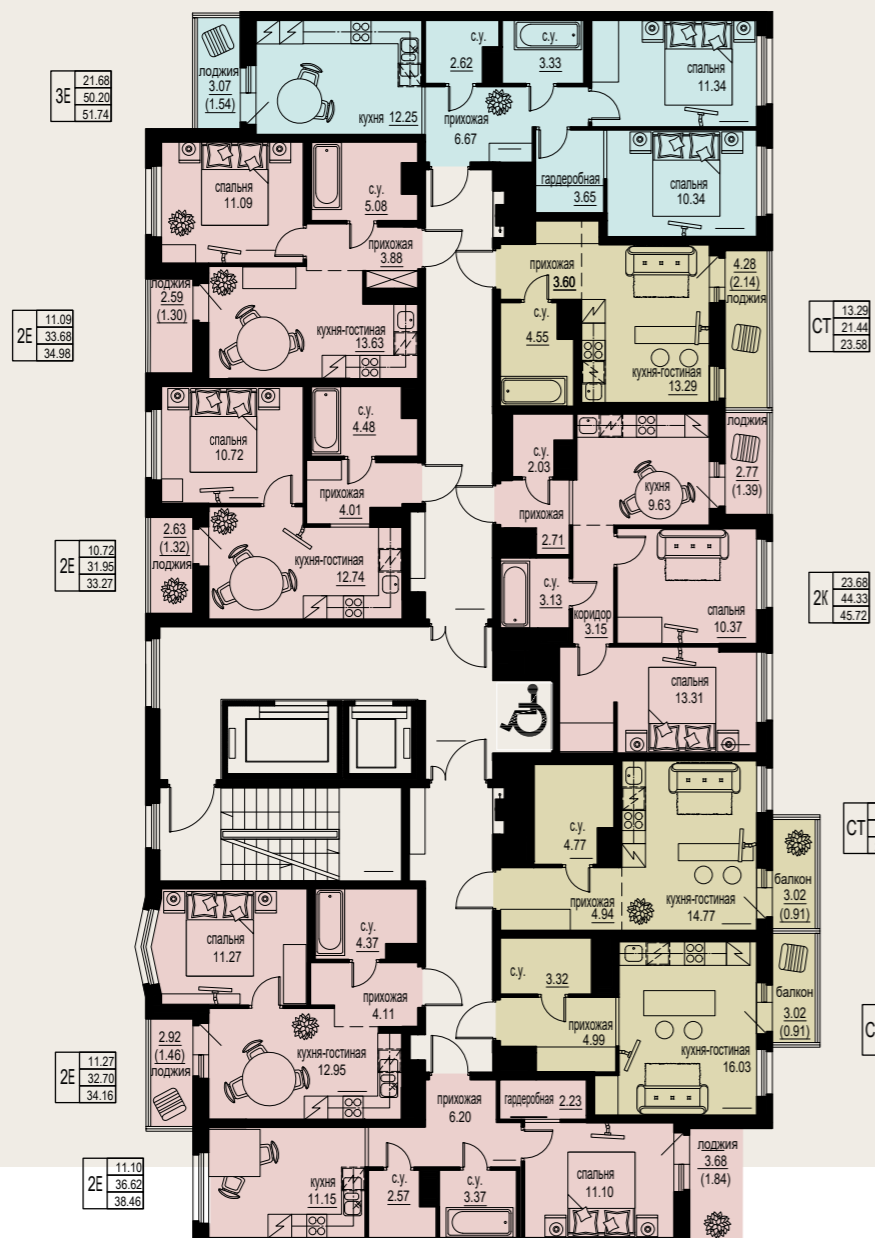 3Е
21.68
50.20
51.74
лоджия
3.07
(1.54)
кухня 12.25
с.у.
2.62
с.у.
3.33
прихожая
6.67
спальня
11.34
гардеробная
3.65
спальня
10.34
2Е
11.09
33.68
34.98
спальня
11.09
с.у.
5.08
прихожая
3.88
2.59
(1.30)
лоджия
кухня-гостиная
13.63
прихожая
3.60
с.у.
4.55
кухня-гостиная
13.29
4.28
(2.14)
лоджия
СТ
13.29
21.44
23.58
2Е
10.72
31.95
33.27
спальня
10.72
с.у.
4.48
прихожая
4.01
2.63
(1.32)
лоджия
кухня-гостиная
12.74
с.у.
2.03
прихожая
2.71
кухня
9.63
лоджия
2.77
(1.39)
с.у.
3.13
коридор
3.15
спальня
10.37
спальня
13.31
2К
23.68
44.33
45.72
с.у.
4.77
прихожая
4.94
кухня-гостиная
14.77
балкон
3.02
(0.91)
СТ
с.у.
3.32
прихожая
4.99
кухня-гостиная
16.03
балкон
3.02
(0.91)
С
2Е
11.27
32.70
34.16
спальня
11.27
с.у.
4.37
прихожая
4.11
2.92
(1.46)
лоджия
кухня-гостиная
12.95
2Е
11.10
36.62
38.46
прихожая
6.20
гардеробная
2.23
кухня
11.15
с.у.
2.57
с.у.
3.37
спальня
11.10
лоджия
3.68
(1.84)